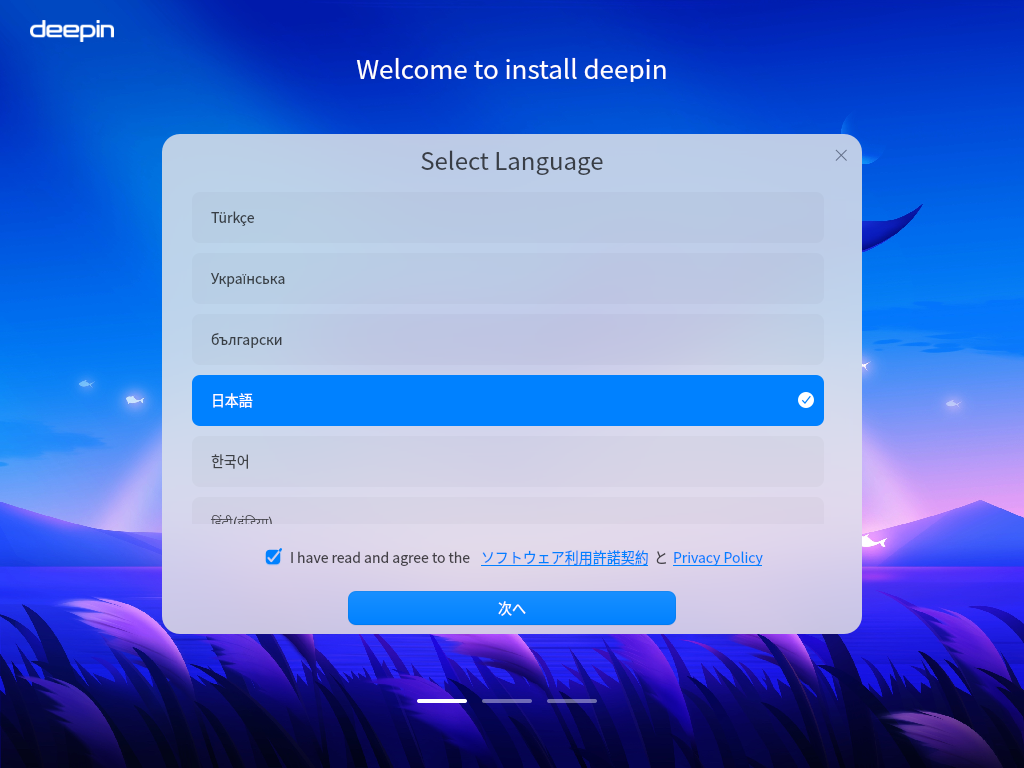 deepin
Welcome to install deepin
Select Language
Türkçe
Українська
български
日本語
한국어
हिंदी(इंडिया)
I have read and agree to the ソフトウェア利用許諾契約 と Privacy Policy
次へ